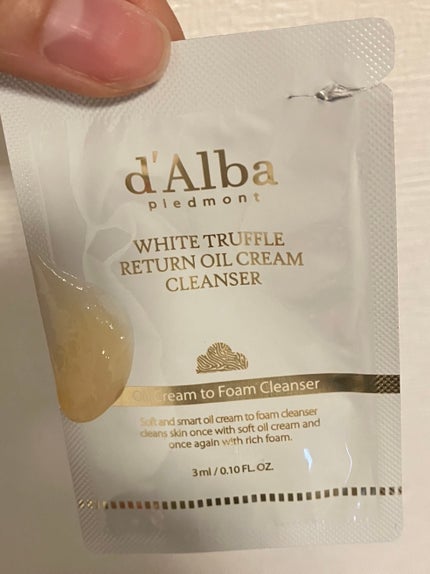 d'Alba
piedmont
WHITE TRUFFLE
RETURN OIL CREAM
CLEANSER
Oil Cream to Foam Cleanser
Soft and smart oil cream to foam cleanser
cleans skin once with soft oil cream and
once again with rich foam.
3 ml / 0.10 FL. OZ.